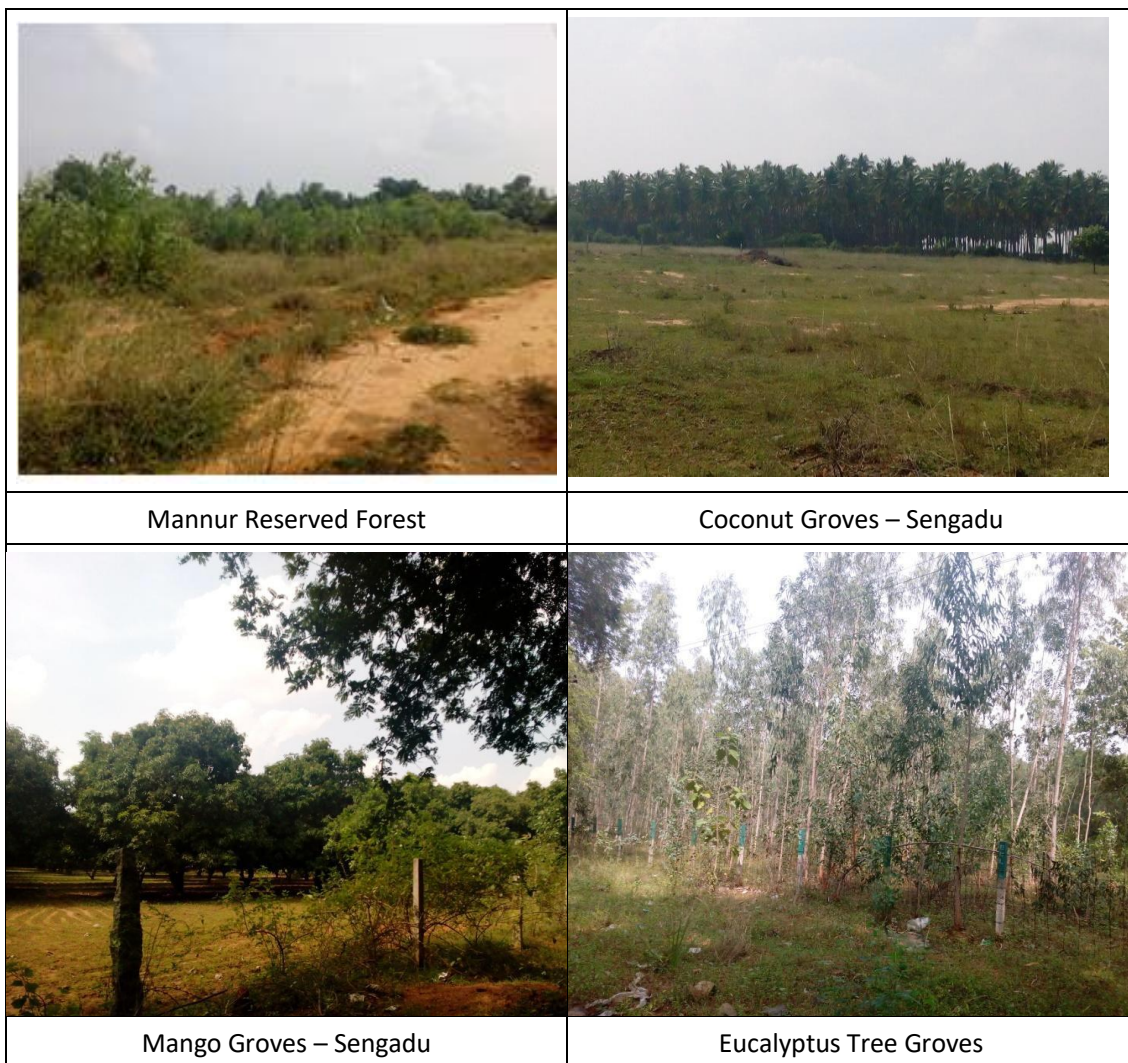 Mannur Reserved Forest
Coconut Groves – Sengadu
Mango Groves – Sengadu
Eucalyptus Tree Groves